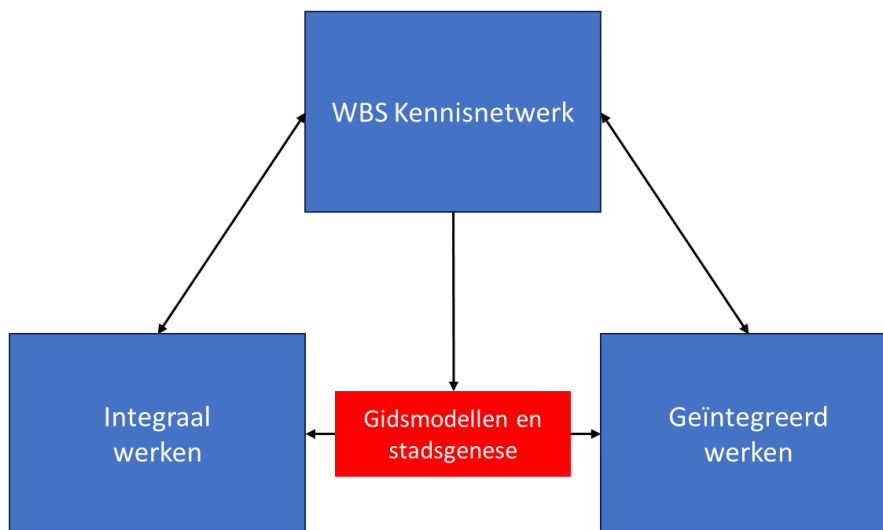 WBS Kennisnetwerk
Integraal
werken
Gidsmodellen en
stadsgenese
Geïntegreerd
werken